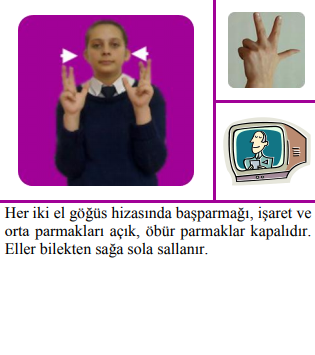 Her iki el göğüs hizasında başparmağı, işaret ve
orta parmakları açık, öbür parmaklar kapalıdır.
Eller bilekten sağa sola sallanır.